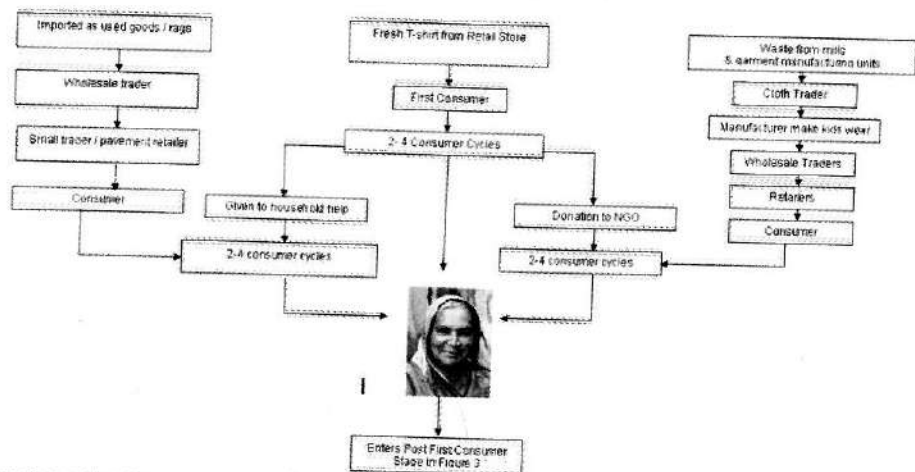 Imported as used goods / rags
Wholesale trader
Small trader / pavement retailer
Consumer
Fresh T-shirt from Retail Store
First Consumer
2- 4 Consumer Cycles
Given to household help
2-4 consumer cycles
Donation to NGO
2-4 consumer cycles
Waste from mills
& garment manufacturing units
Cloth Trader
Manufacturer make kids wear
Wholesale Traders
Retailers
Consumer
Enters Post First Consumer
Stage in Figure 3